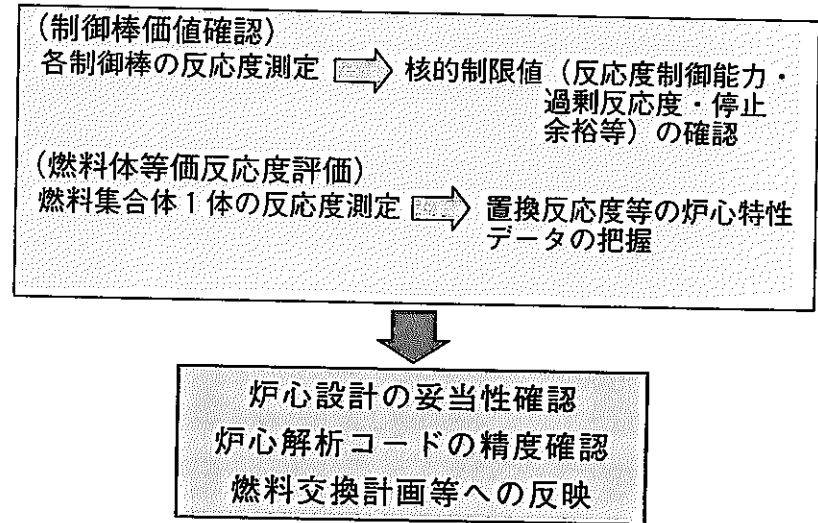 (制御棒価値確認)
各制御棒の反応度測定 ⇨ 核的制限値(反応度制御能力・
過剰反応度・停止
余裕等)の確認
(燃料体等価反応度評価)
燃料集合体1体の反応度測定 ⇨ 置換反応度等の炉心特性
データの把握
炉心設計の妥当性確認
炉心解析コードの精度確認
燃料交換計画等への反映